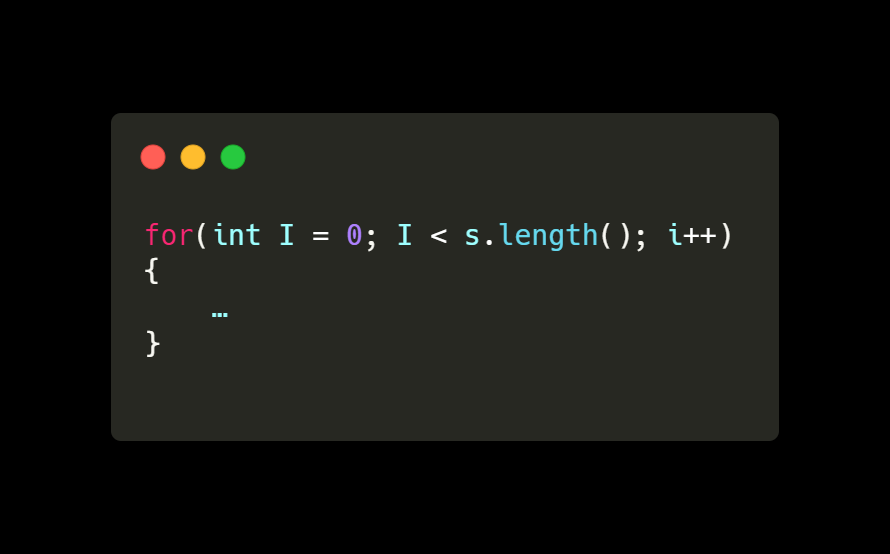 for(int I = 0; I < s.length(); i++)
{
    …
}